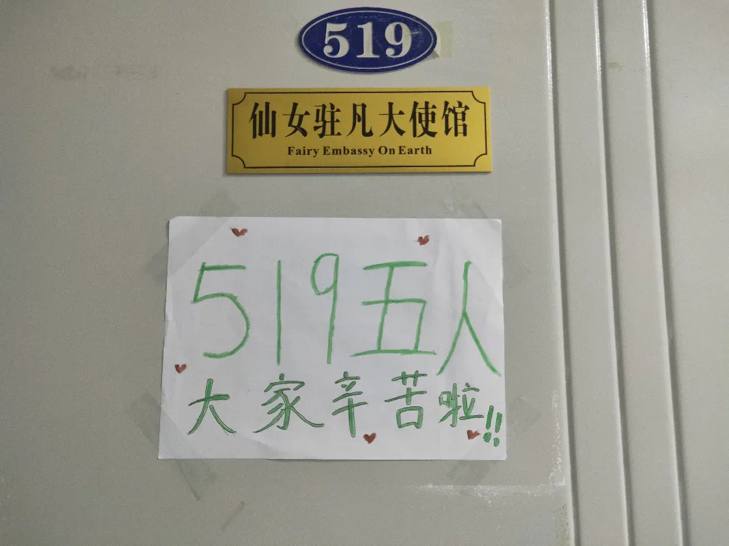 519
仙女驻凡大使馆
Fairy Embassy On Earth
519五人
大家辛苦啦!!